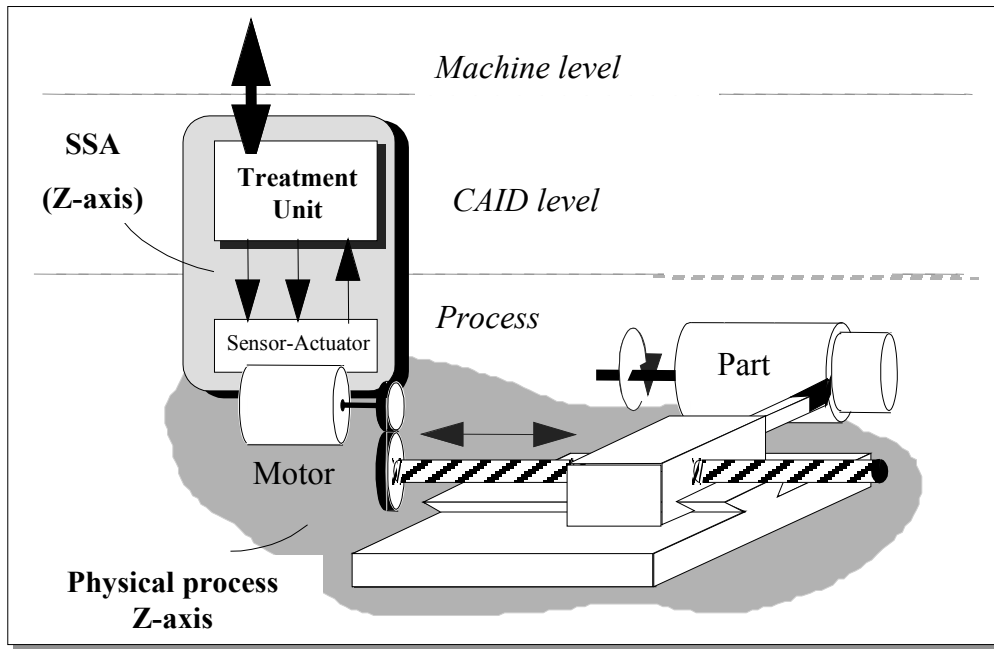 Machine level
SSA
(Z-axis)
Treatment
Unit
CAID level
Process
Sensor-Actuator
Part
Motor
Physical process
Z-axis